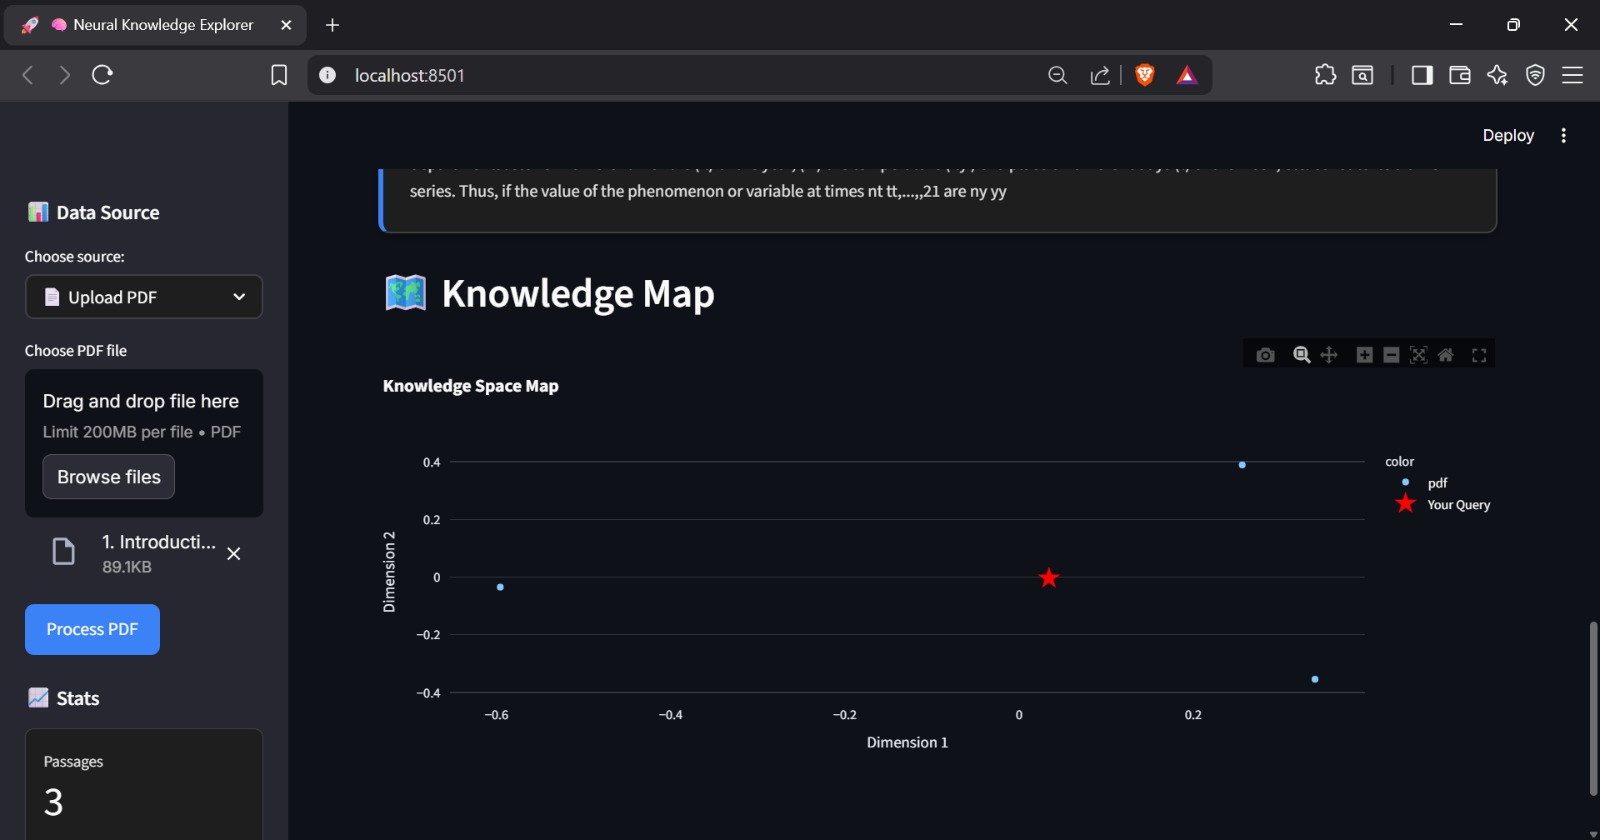 Neural Knowledge Explorer
localhost:8501
Deploy
Data Source
Choose source:
Upload PDF
Choose PDF file
Drag and drop file here
Limit 200MB per file • PDF
Browse files
1. Introducti...
89.1KB
Process PDF
Stats
Passages
3
series. Thus, if the value of the phenomenon or variable at times nt tt,...,,21 are ny yy
Knowledge Map
Knowledge Space Map
0.4
0.2
0
−0.2
−0.4
Dimension 2
−0.6
−0.4
−0.2
0
0.2
Dimension 1
color
pdf
Your Query